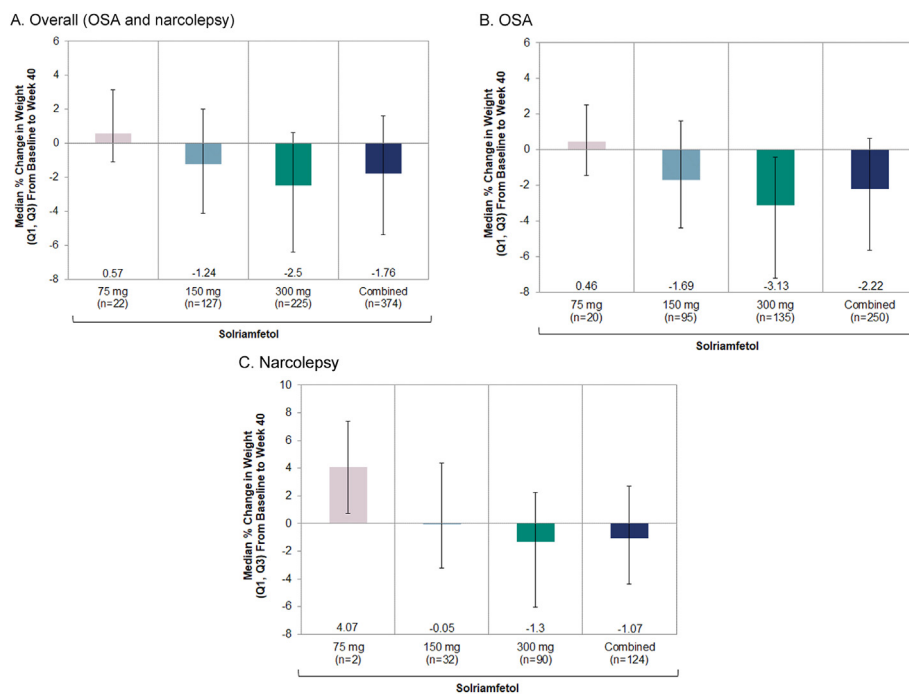 A. Overall (OSA and narcolepsy)
Median % Change in Weight
(Q1, Q3) From Baseline to Week 40
6
4
2
0
-2
-4
-6
-8
0.57 -1.24 -2.5 -1.76
75 mg 150 mg 300 mg Combined
(n=22) (n=127) (n=225) (n=374)
Solriamfetol
B. OSA
Median % Change in Weight
(Q1, Q3) From Baseline to Week 40
6
4
2
0
-2
-4
-6
-8
0.46 -1.69 -3.13 -2.22
75 mg 150 mg 300 mg Combined
(n=20) (n=95) (n=135) (n=250)
Solriamfetol
C. Narcolepsy
Median % Change in Weight
(Q1, Q3) From Baseline to Week 40
10
8
6
4
2
0
-2
-4
-6
-8
4.07 -0.05 -1.3 -1.07
75 mg 150 mg 300 mg Combined
(n=2) (n=32) (n=90) (n=124)
Solriamfetol